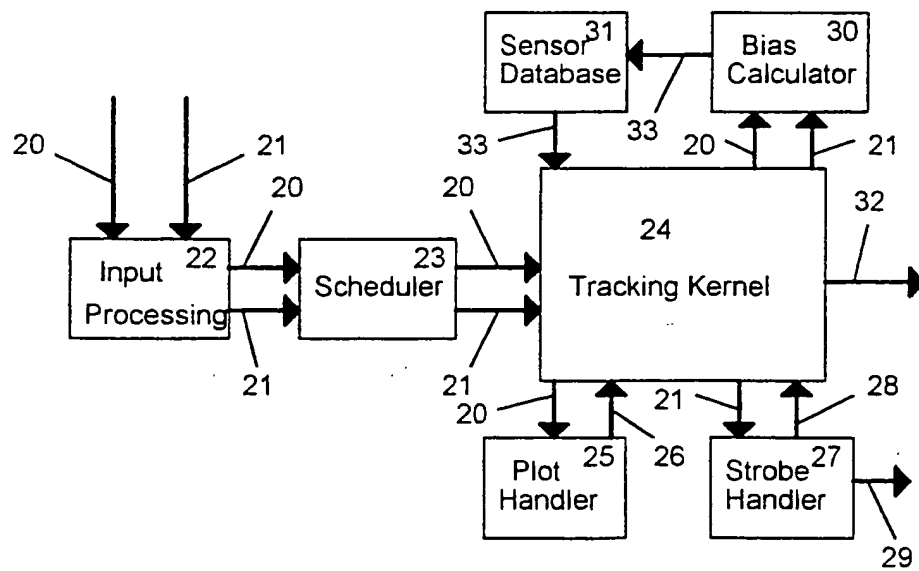 31
Sensor
Database
30
Bias
Calculator
33
33
20
21
20
21
20
20
32
22
Input
Processing
23
Scheduler
24
Tracking Kernel
21
21
20
21
28
26
25
Plot
Handler
27
Strobe
Handler
29